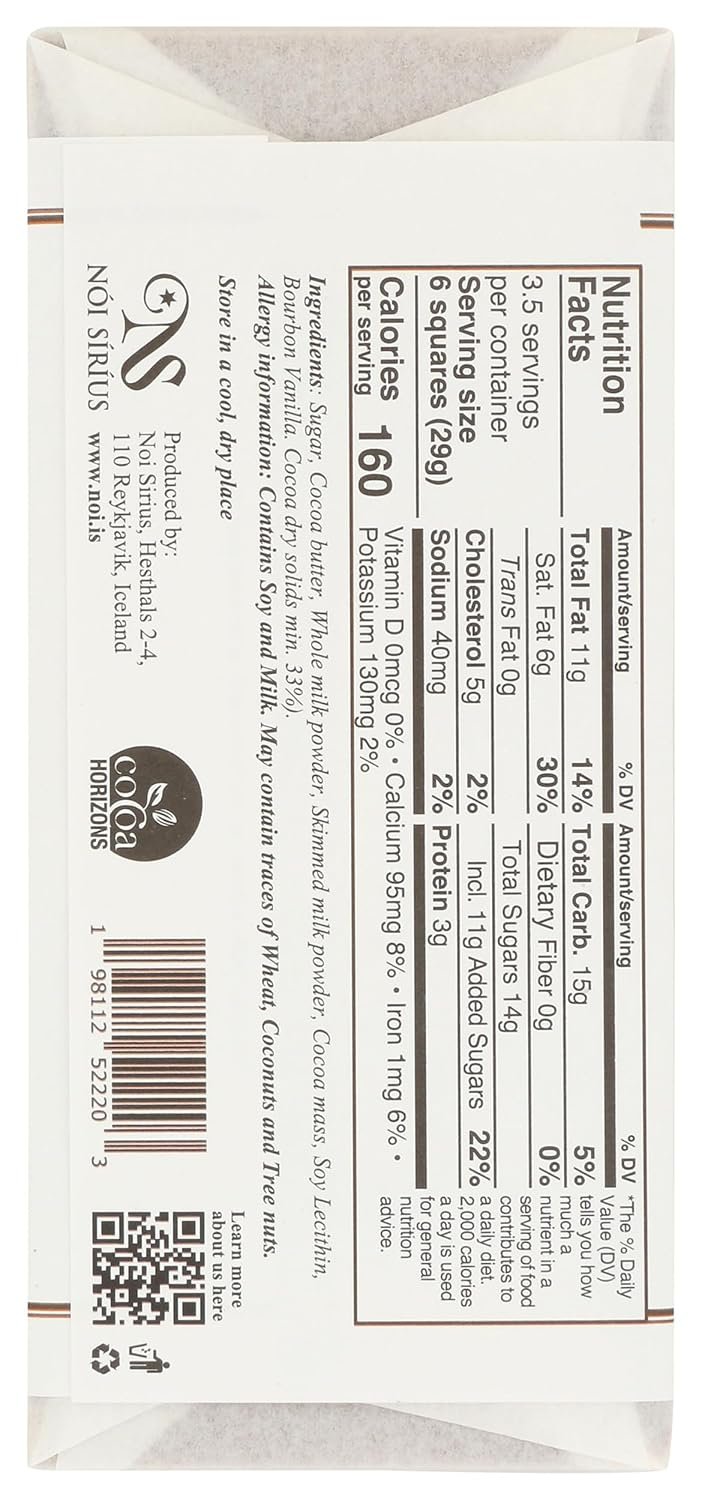 Nutrition
Facts
3.5 servings
per container
Serving size
6 squares (29g)
Calories
per serving
160
Amount/serving % DV
Total Fat 11g 14%
Sat. Fat 6g 30%
Trans Fat 0g
Cholesterol 5g 2%
Sodium 40mg 2%
Amount/serving % DV
Total Carb. 15g 5%
Dietary Fiber 0g 0%
Total Sugars 14g
Incl. 11g Added Sugars 22%
Protein 3g
Vitamin D 0mcg 0% • Calcium 95mg 8% • Iron 1mg 6% •
Potassium 130mg 2%
*The % Daily
Value (DV)
tells you how
much a
nutrient in a
serving of food
contributes to
a daily diet.
2,000 calories
a day is used
for general
nutrition
advice.
Ingredients: Sugar, Cocoa butter, Whole milk powder, Skimmed milk powder, Cocoa mass, Soy Lecithin,
Bourbon Vanilla. Cocoa dry solids min. 33%).
Allergy information: Contains Soy and Milk. May contain traces of Wheat, Coconuts and Tree nuts.
Store in a cool, dry place
NS
NÓI SÍRÍUS
Produced by:
Noi Sirius, Hesthals 2-4,
110 Reykjavik, Iceland
www.noi.is
cocoa
HORIZONS
1 98112 52220 3
Learn more
about us here